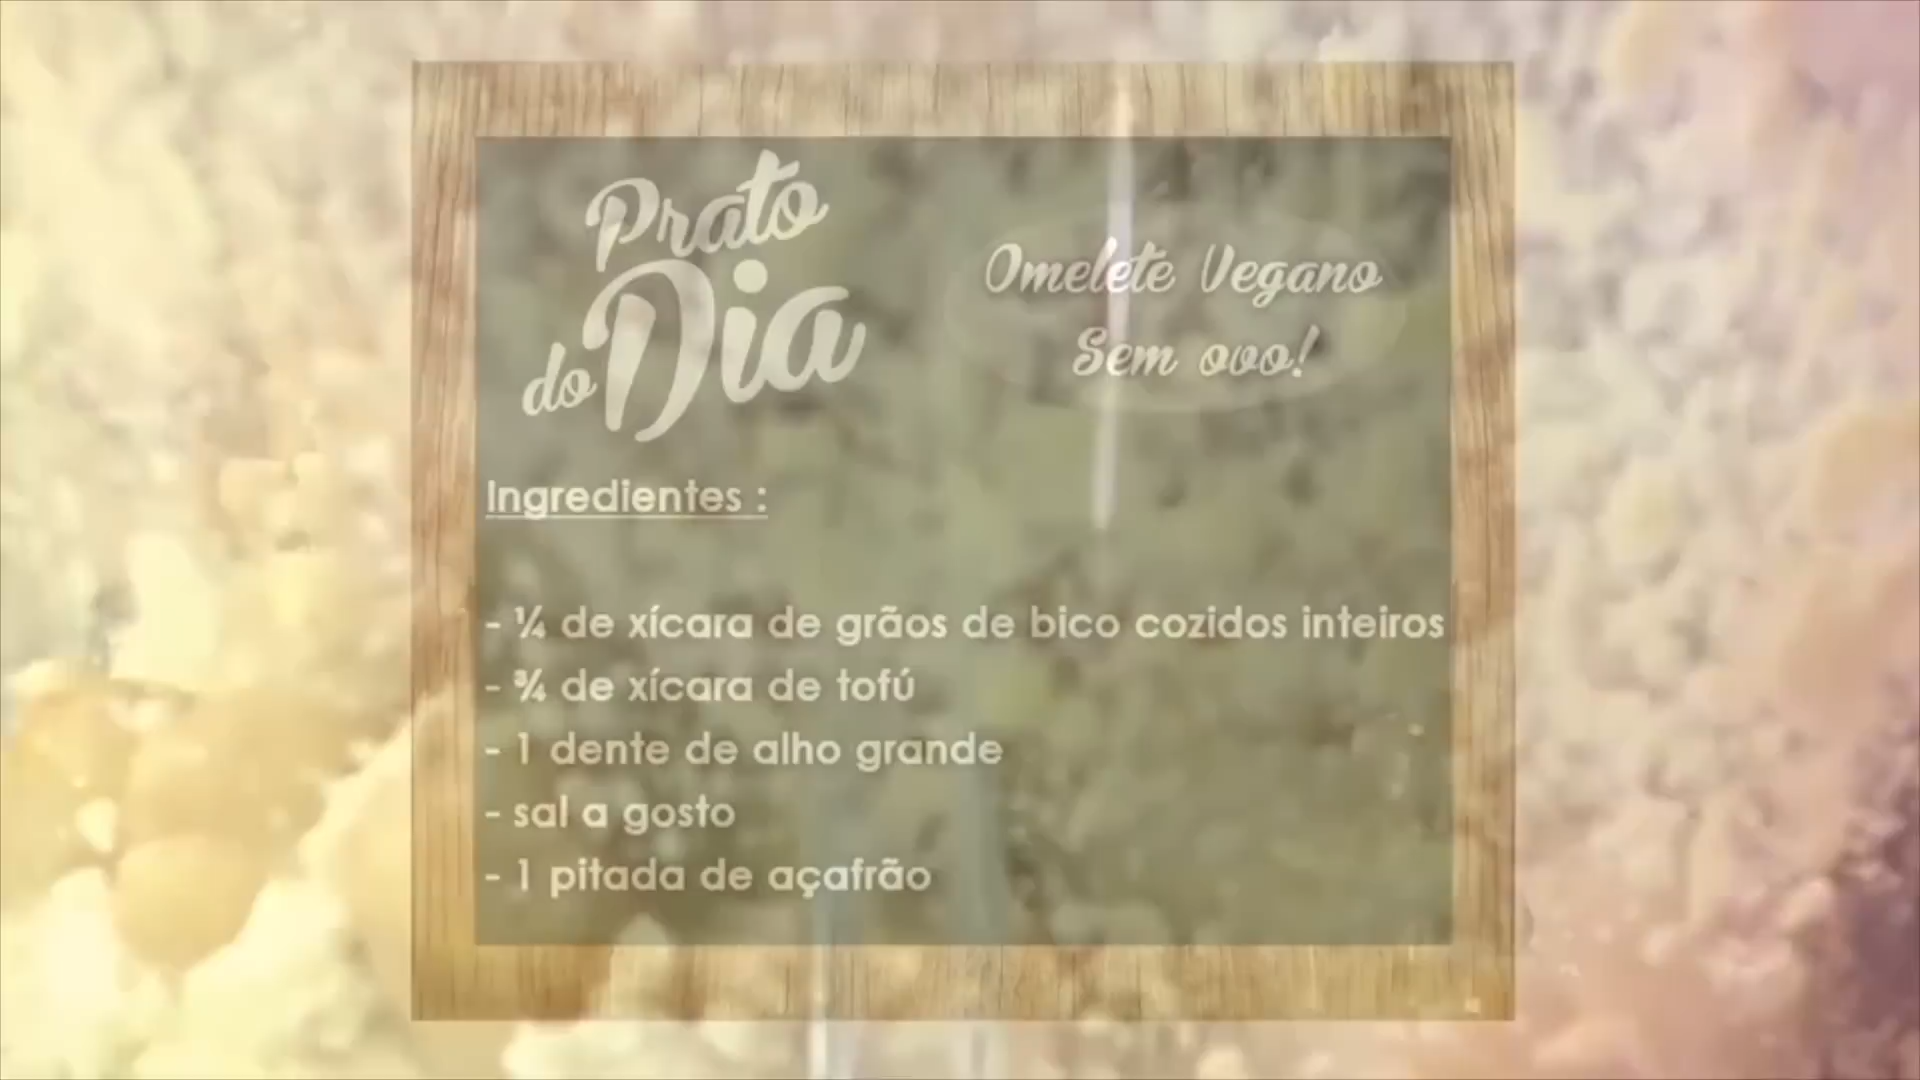 Prato
do Dia
Omelete Vegano
Sem ovo!
Ingredientes :
- ¼ de xícara de grãos de bico cozidos inteiros
- ¾ de xícara de tofú
- 1 dente de alho grande
- sal a gosto
- 1 pitada de açafrão